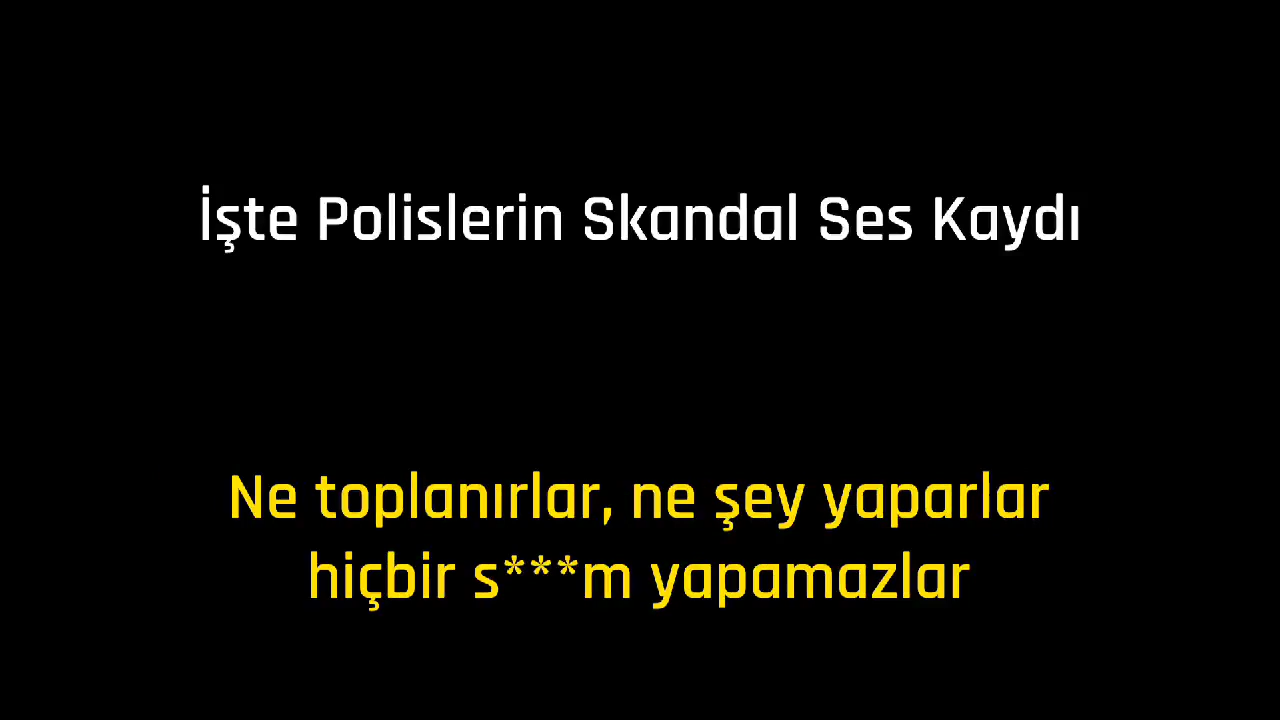 İşte Polislerin Skandal Ses Kaydı
Ne toplanırlar, ne şey yaparlar
hiçbir s***m yapamazlar